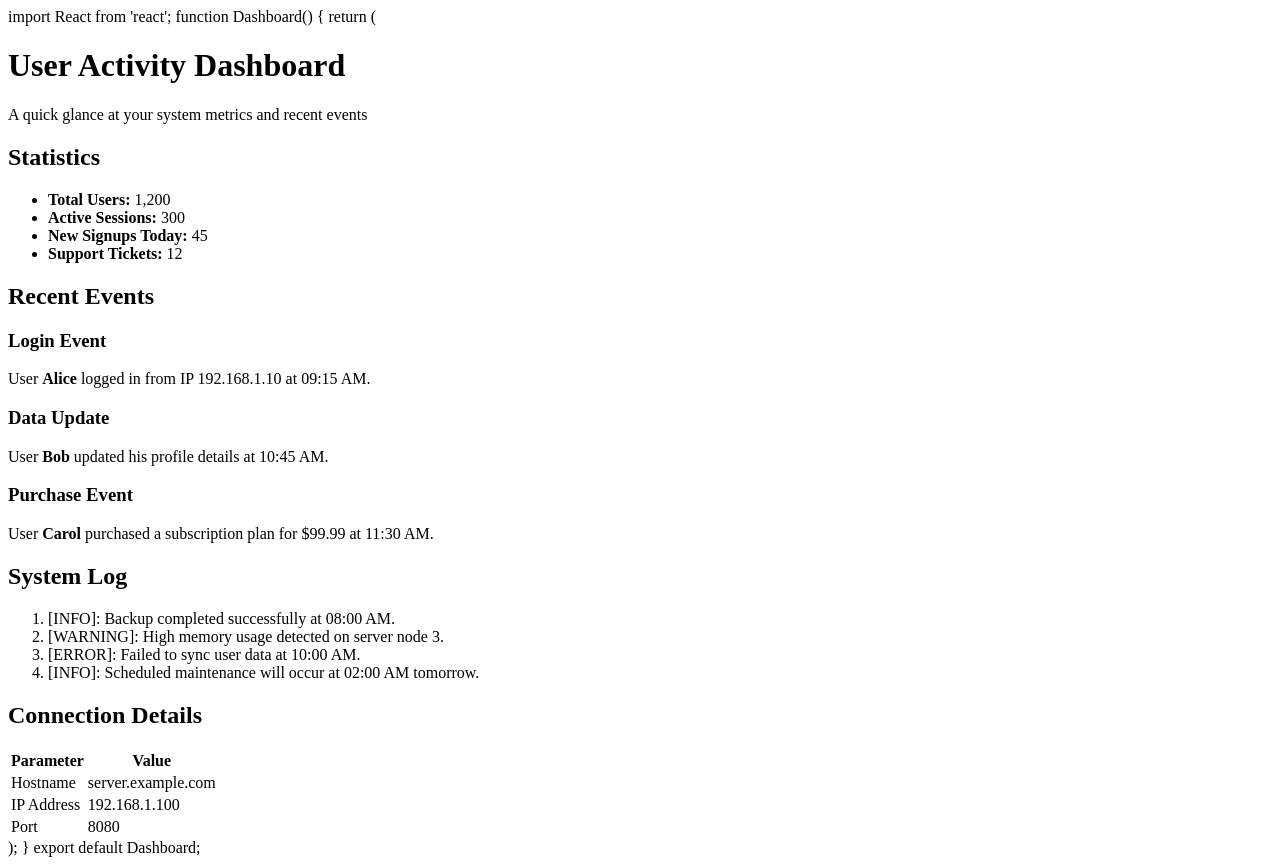 import React from 'react'; function Dashboard() { return (
User Activity Dashboard
A quick glance at your system metrics and recent events
Statistics
• Total Users: 1,200
• Active Sessions: 300
• New Signups Today: 45
• Support Tickets: 12
Recent Events
Login Event
User Alice logged in from IP 192.168.1.10 at 09:15 AM.
Data Update
User Bob updated his profile details at 10:45 AM.
Purchase Event
User Carol purchased a subscription plan for $99.99 at 11:30 AM.
System Log
1. [INFO]: Backup completed successfully at 08:00 AM.
2. [WARNING]: High memory usage detected on server node 3.
3. [ERROR]: Failed to sync user data at 10:00 AM.
4. [INFO]: Scheduled maintenance will occur at 02:00 AM tomorrow.
Connection Details
Parameter Value
Hostname server.example.com
IP Address 192.168.1.100
Port 8080
); } export default Dashboard;